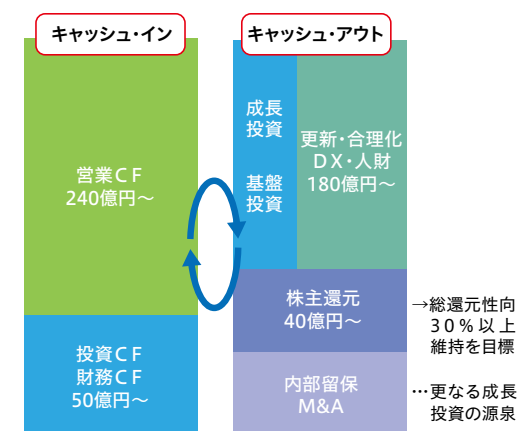 キャッシュ・イン
営業ＣＦ
240億円～
投資ＣＦ
財務ＣＦ
50億円～
キャッシュ・アウト
成長
投資
基盤
投資
更新・合理化
ＤＸ・人財
180億円～
株主還元
40億円～
内部留保
M&A
→総還元性向
３０％以上
維持を目標
…更なる成長
投資の源泉